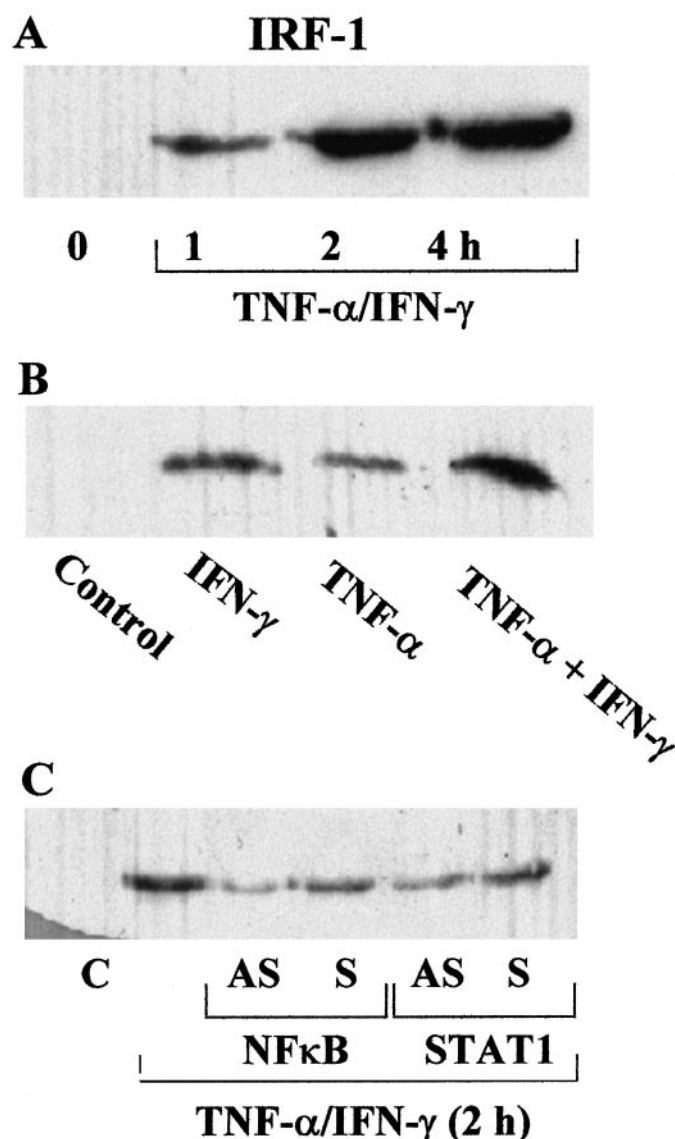 A
IRF-1
0 1 2 4 h
TNF-α/IFN-γ
B
Control IFN-γ TNF-α TNF-α + IFN-γ
C
C AS S AS S
NFκB STAT1
TNF-α/IFN-γ (2 h)